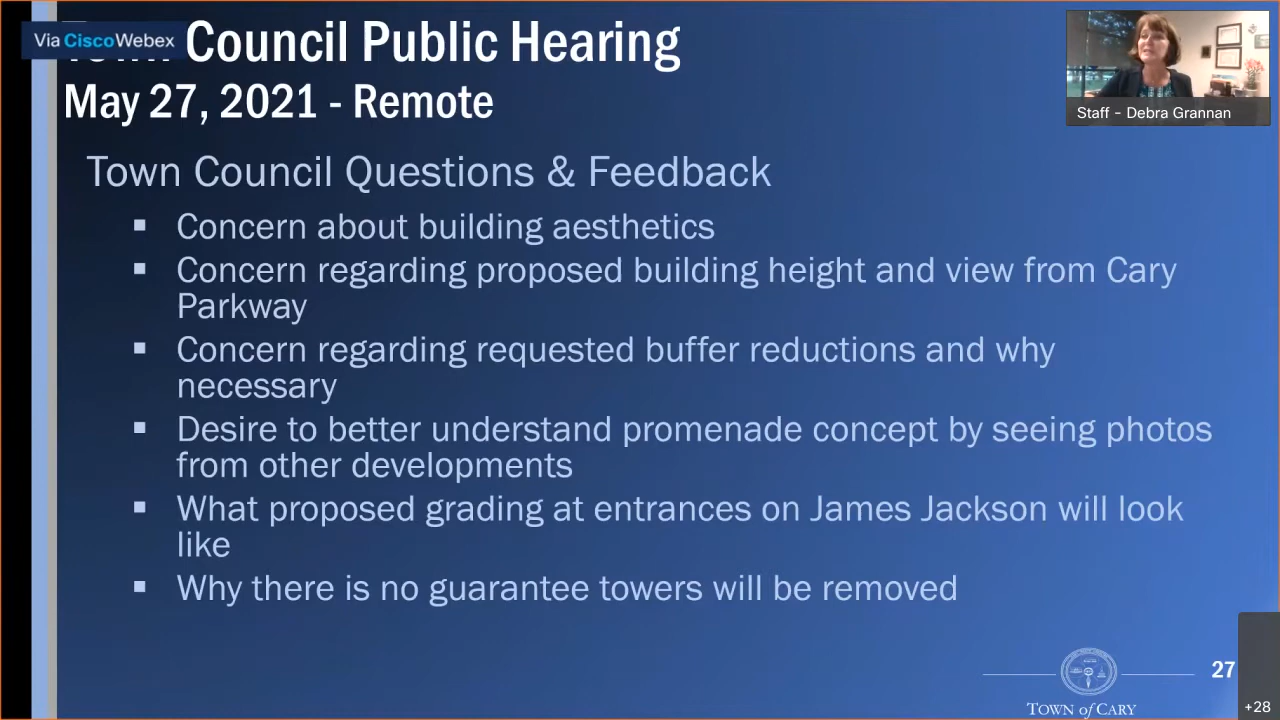 Via Cisco Webex
Council Public Hearing
May 27, 2021 - Remote
Staff - Debra Grannan
Town Council Questions & Feedback
▪ Concern about building aesthetics
▪ Concern regarding proposed building height and view from Cary
Parkway
▪ Concern regarding requested buffer reductions and why
necessary
▪ Desire to better understand promenade concept by seeing photos
from other developments
▪ What proposed grading at entrances on James Jackson will look
like
▪ Why there is no guarantee towers will be removed
27
TOWN of CARY
+28